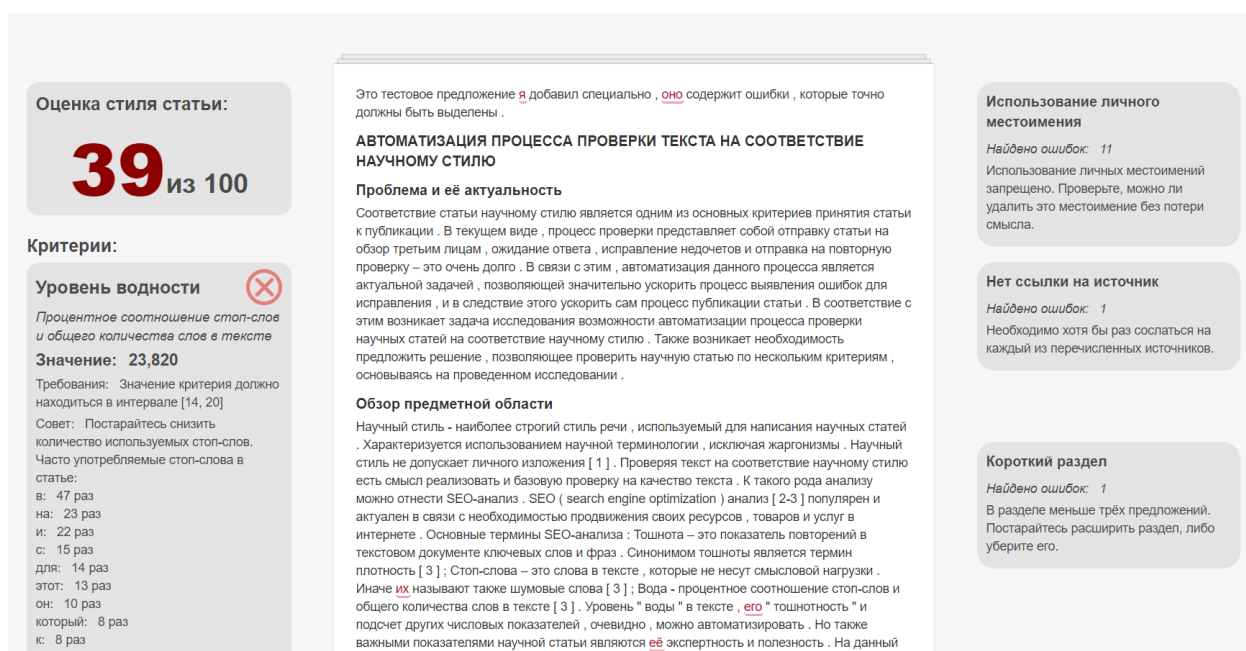 Оценка стиля статьи:
39 из 100
Критерии:
Уровень водности
Процентное соотношение стоп-слов
и общего количества слов в тексте
Значение: 23,820
Требования: Значение критерия должно
находиться в интервале [14, 20]
Совет: Постарайтесь снизить
количество используемых стоп-слов.
Часто употребляемые стоп-слова в
статье:
в: 47 раз
на: 23 раз
и: 22 раз
с: 15 раз
для: 14 раз
этот: 13 раз
он: 10 раз
который: 8 раз
к: 8 раз
Это тестовое предложение я добавил специально , оно содержит ошибки , которые точно
должны быть выделены .
АВТОМАТИЗАЦИЯ ПРОЦЕССА ПРОВЕРКИ ТЕКСТА НА СООТВЕТСТВИЕ
НАУЧНОМУ СТИЛЮ
Проблема и её актуальность
Соответствие статьи научному стилю является одним из основных критериев принятия статьи
к публикации . В текущем виде , процесс проверки представляет собой отправку статьи на
обзор третьим лицам , ожидание ответа , исправление недочетов и отправка на повторную
проверку – это очень долго . В связи с этим , автоматизация данного процесса является
актуальной задачей , позволяющей значительно ускорить процесс выявления ошибок для
исправления , и в следствие этого ускорить сам процесс публикации статьи . В соответствие с
этим возникает задача исследования возможности автоматизации процесса проверки
научных статей на соответствие научному стилю . Также возникает необходимость
предложить решение , позволяющее проверить научную статью по нескольким критериям ,
основываясь на проведенном исследовании .
Обзор предметной области
Научный стиль - наиболее строгий стиль речи , используемый для написания научных статей
. Характеризуется использованием научной терминологии , исключая жаргонизмы . Научный
стиль не допускает личного изложения [ 1 ] . Проверяя текст на соответствие научному стилю
есть смысл реализовать и базовую проверку на качество текста . К такого рода анализу
можно отнести SEO-анализ . SEO ( search engine optimization ) анализ [ 2-3 ] популярен и
актуален в связи с необходимостью продвижения своих ресурсов , товаров и услуг в
интернете . Основные термины SEO-анализа : Тошнота – это показатель повторений в
текстовом документе ключевых слов и фраз . Синонимом тошноты является термин
плотность [ 3 ] ; Стоп-слова – это слова в тексте , которые не несут смысловой нагрузки .
Иначе их называют также шумовые слова [ 3 ] ; Вода - процентное соотношение стоп-слов и
общего количества слов в тексте [ 3 ] . Уровень " воды " в тексте , его " тошнотность " и
подсчет других числовых показателей , очевидно , можно автоматизировать . Но также
важными показателями научной статьи являются её экспертность и полезность . На данный
Использование личного
местоимения
Найдено ошибок: 11
Использование личных местоимений
запрещено. Проверьте, можно ли
удалить это местоимение без потери
смысла.
Нет ссылки на источник
Найдено ошибок: 1
Необходимо хотя бы раз сослаться на
каждый из перечисленных источников.
Короткий раздел
Найдено ошибок: 1
В разделе меньше трёх предложений.
Постарайтесь расширить раздел, либо
уберите его.